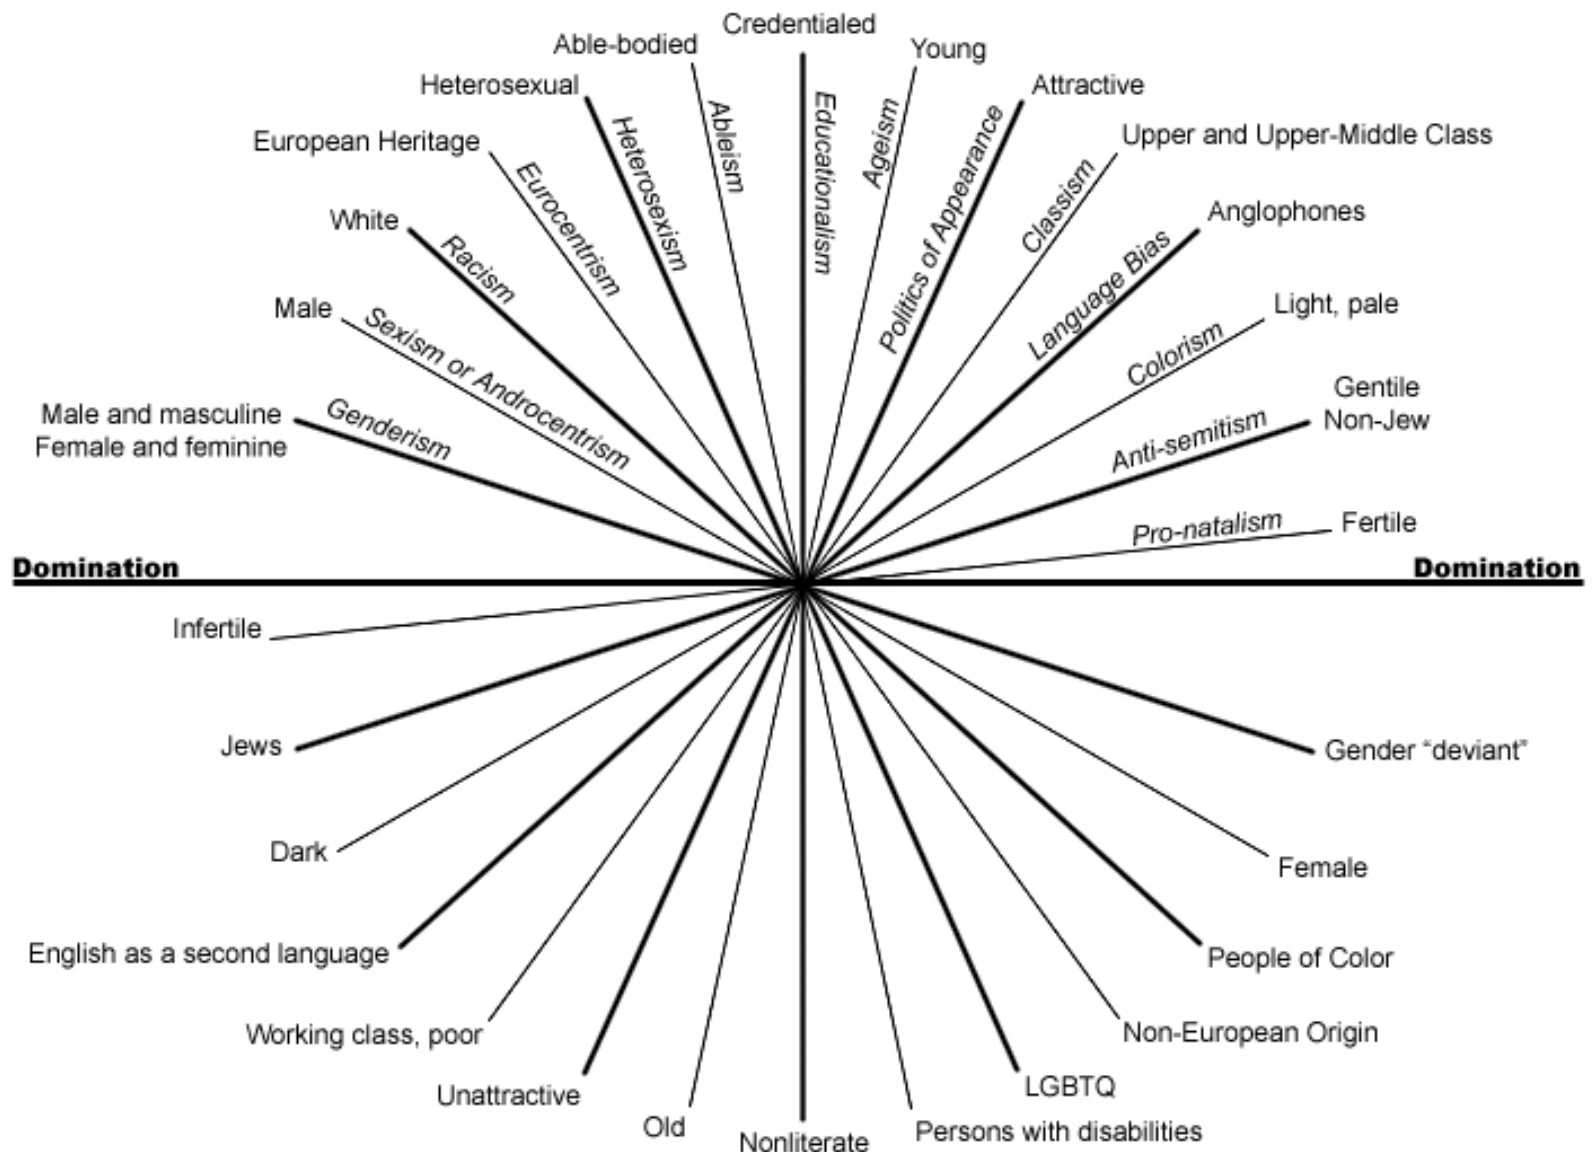 Credentialed
Able-bodied
Young
Heterosexual
Attractive
European Heritage
Upper and Upper-Middle Class
White
Anglophones
Male
Light, pale
Male and masculine
Female and feminine
Gentile
Non-Jew
Fertile
Genderism
Sexism or Androcentrism
Racism
Eurocentrism
Heterosexism
Ableism
Educationalism
Ageism
Politics of Appearance
Classism
Language Bias
Colorism
Anti-semitism
Pro-natalism
Domination
Domination
Infertile
Jews
Gender “deviant”
Dark
Female
English as a second language
People of Color
Working class, poor
Non-European Origin
Unattractive
LGBTQ
Old
Nonliterate
Persons with disabilities